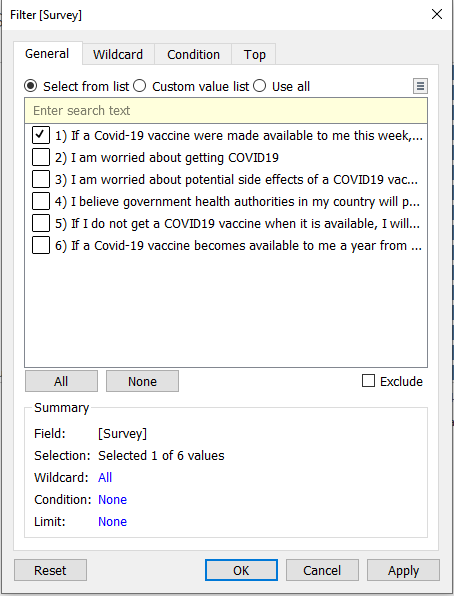 Filter [Survey]
General Wildcard Condition Top
Select from list Custom value list Use all
Enter search text
1) If a Covid-19 vaccine were made available to me this week,...
2) I am worried about getting COVID19
3) I am worried about potential side effects of a COVID19 vac...
4) I believe government health authorities in my country will p...
5) If I do not get a COVID19 vaccine when it is available, I will...
6) If a Covid-19 vaccine becomes available to me a year from ...
All None Exclude
Summary
Field: [Survey]
Selection: Selected 1 of 6 values
Wildcard: All
Condition: None
Limit: None
Reset OK Cancel Apply